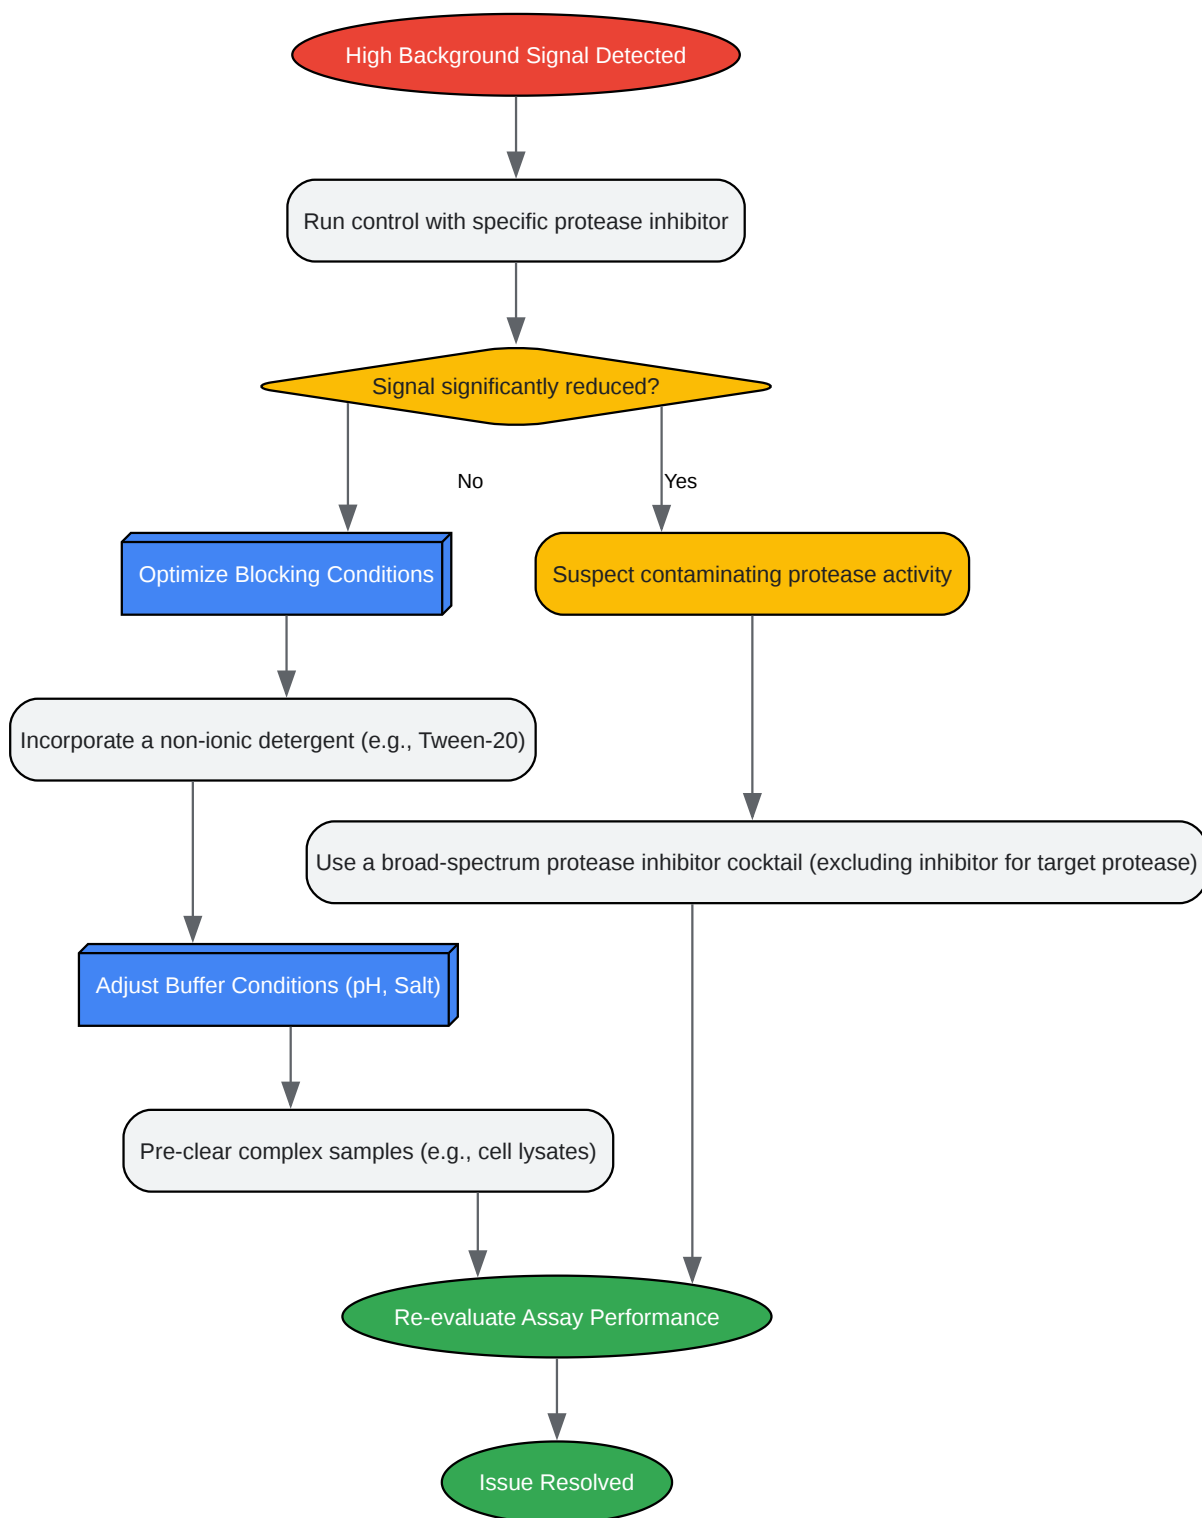 High Background Signal Detected
Run control with specific protease inhibitor
Signal significantly reduced?
No
Yes
Optimize Blocking Conditions
Suspect contaminating protease activity
Incorporate a non-ionic detergent (e.g., Tween-20)
Use a broad-spectrum protease inhibitor cocktail (excluding inhibitor for target protease)
Adjust Buffer Conditions (pH, Salt)
Pre-clear complex samples (e.g., cell lysates)
Re-evaluate Assay Performance
Issue Resolved